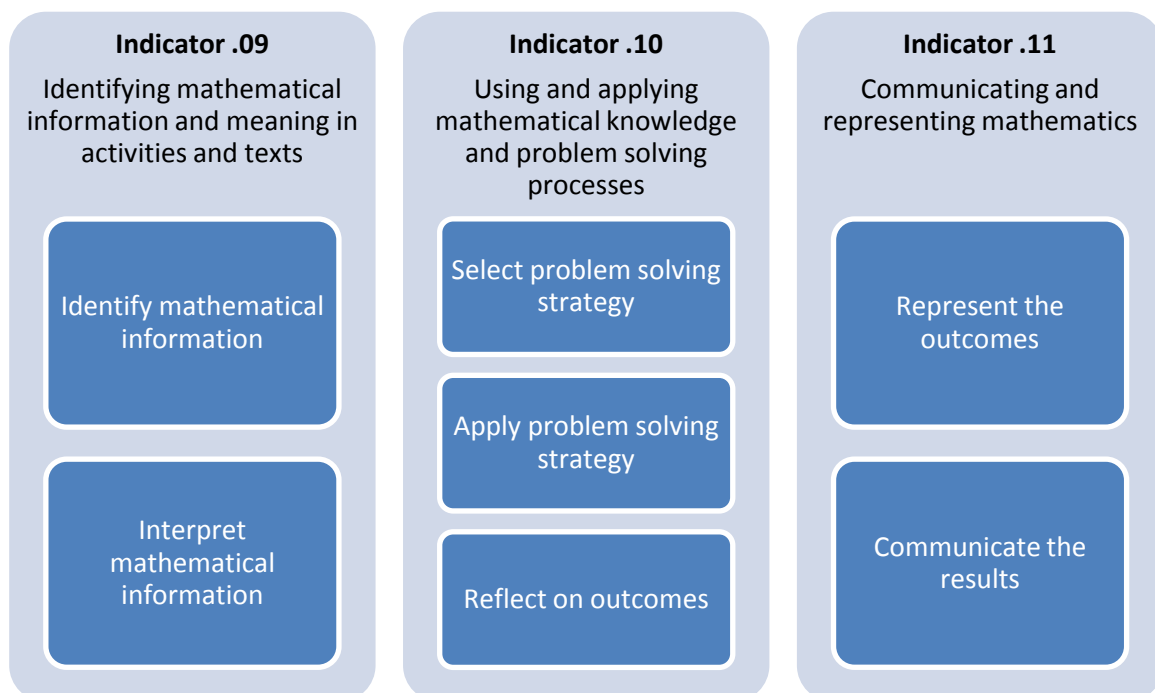 Indicator .09
Identifying mathematical
information and meaning in
activities and texts
Identify mathematical
information
Interpret
mathematical
information
Indicator .10
Using and applying
mathematical knowledge
and problem solving
processes
Select problem solving
strategy
Apply problem solving
strategy
Reflect on outcomes
Indicator .11
Communicating and
representing mathematics
Represent the
outcomes
Communicate the
results